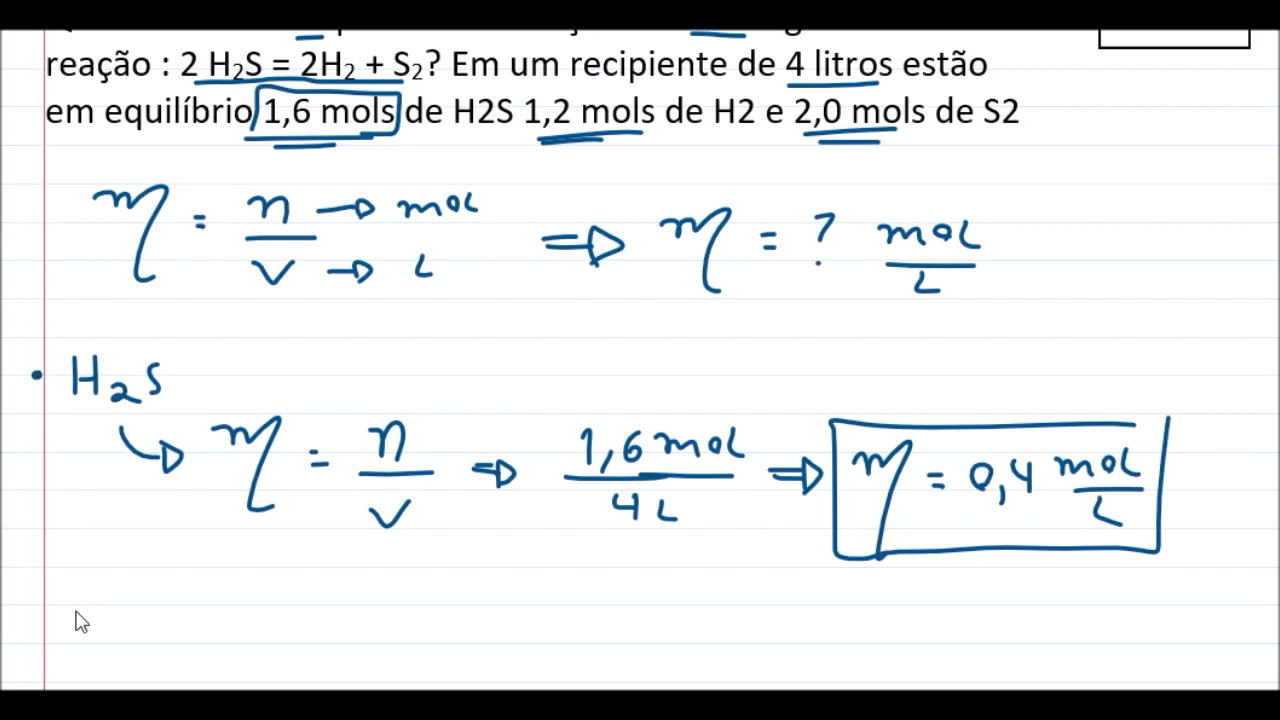 reação : 2 H₂S = 2H₂ + S₂? Em um recipiente de 4 litros estão
em equilíbrio 1,6 mols de H2S 1,2 mols de H2 e 2,0 mols de S2
m = n/V → mol → L ⇒ m = ? mol/L
• H₂S
↳ m = n/V ⇒ 1,6 mol/4 L ⇒ m = 0,4 mol/L